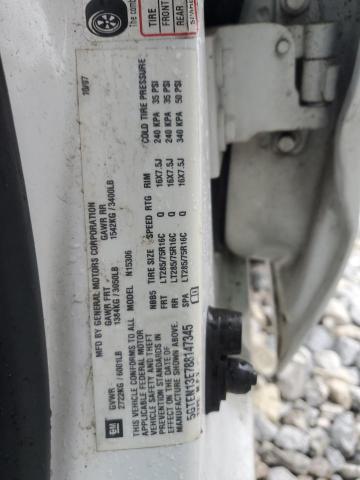 MFD BY GENERAL MOTORS CORPORATION 10/07
GM
GVWR GAWR FRT GAWR RR
2722KG / 6001LB 1384KG / 3050LB 1542KG / 3400LB
THIS VEHICLE CONFORMS TO ALL
APPLICABLE FEDERAL MOTOR
VEHICLE SAFETY AND THEFT
PREVENTION STANDARDS IN
EFFECT ON THE DATE OF
MANUFACTURE SHOWN ABOVE.
5GTEN13E788147345
MODEL: N15306
NBB5 TIRE SIZE SPEED RTG RIM COLD TIRE PRESSURE
FRT LT285/75R16C Q 16X7.5J 240 KPA 35 PSI
RR LT285/75R16C Q 16X7.5J 240 KPA 35 PSI
LT285/75R16C Q 16X7.5J 340 KPA 50 PSI
The comb
TIRE
FRONT
REAR